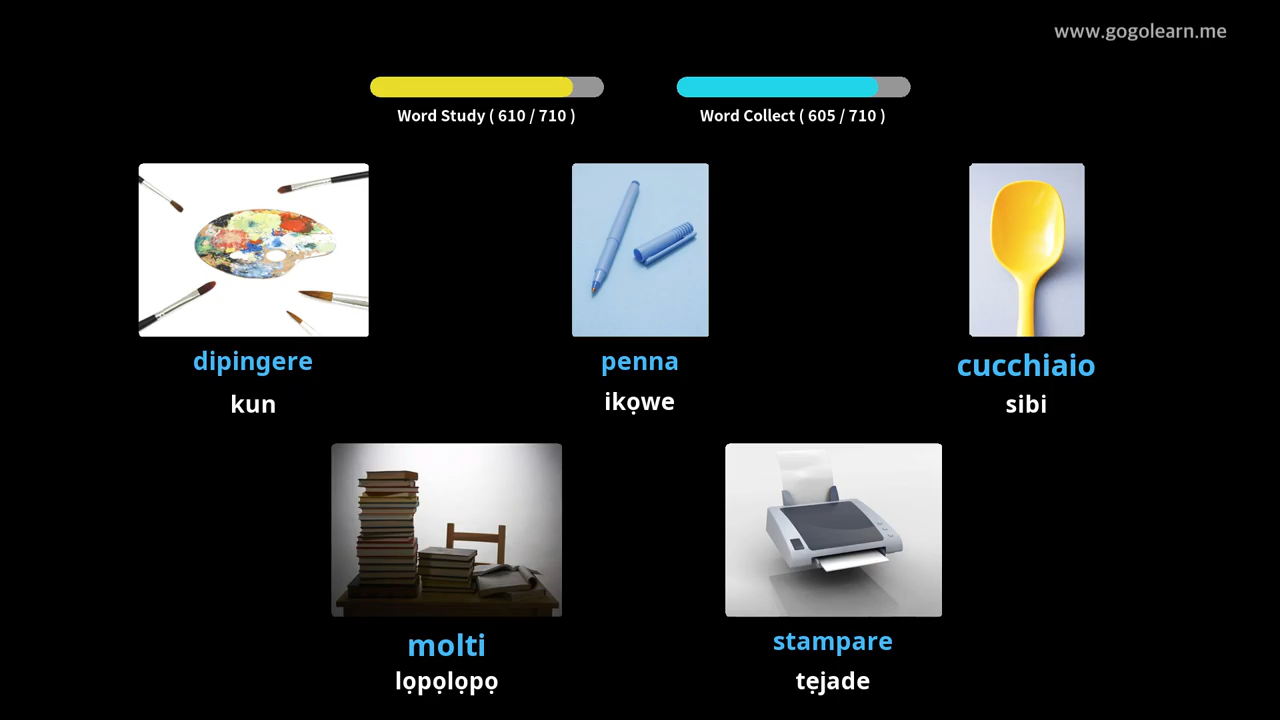 www.gogolearn.me
Word Study ( 610 / 710 )
Word Collect ( 605 / 710 )
dipingere
kun
penna
ikọwe
cucchiaio
sibi
molti
lọpọlọpọ
stampare
tẹjade